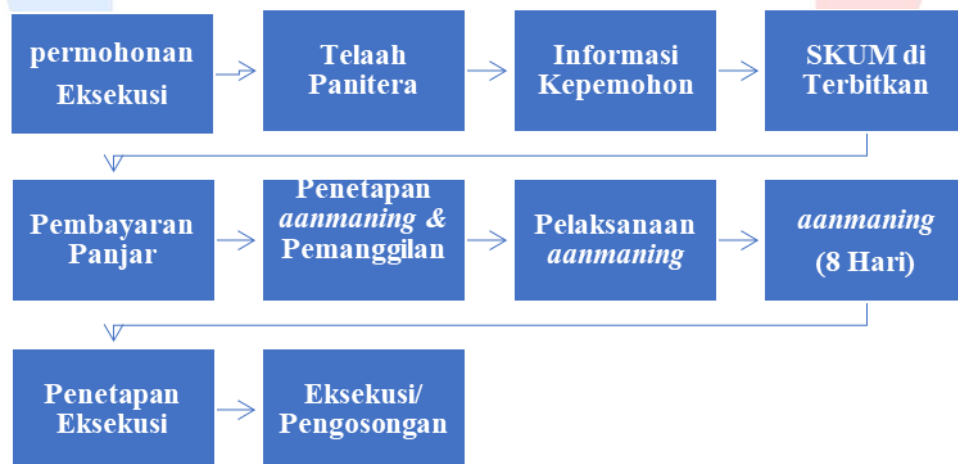 permohonan
Eksekusi
Telaah
Panitera
Informasi
Kepemohon
SKUM di
Terbitkan
Pembayaran
Panjar
Penetapan
aanmaning &
Pemanggilan
Pelaksanaan
aanmaning
aanmaning
(8 Hari)
Penetapan
Eksekusi
Eksekusi/
Pengosongan